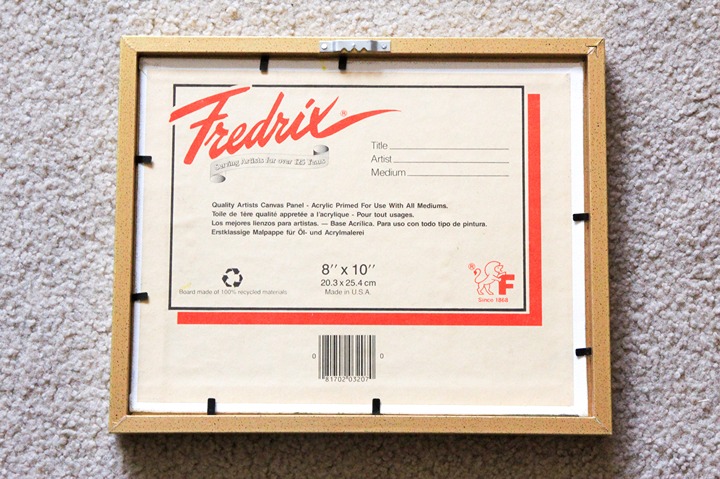 Fredrix®
Serving Artists for over 125 Years
Title
Artist
Medium
Quality Artists Canvas Panel - Acrylic Primed For Use With All Mediums.
Toile de 1ère qualité appretée a l'acrylique - Pour tout usages.
Los mejores lienzos para artistas. — Base Acrílica. Para uso con todo tipo de pintura.
Erstklassige Malpappe für Öl- und Acrylmalerei
8" x 10"
20.3 x 25.4 cm
Made in U.S.A.
Board made of 100% recycled materials
® F
Since 1868
0 81702 03207 0